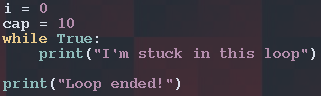 i = 0
cap = 10
while True:
    print("I'm stuck in this loop")

print("Loop ended!")